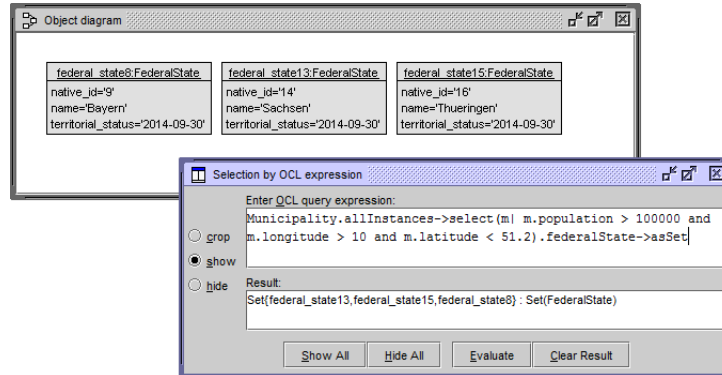 Object diagram
federal_state8:FederalState
native_id='9'
name='Bayern'
territorial_status='2014-09-30'
federal_state13:FederalState
native_id='14'
name='Sachsen'
territorial_status='2014-09-30'
federal_state15:FederalState
native_id='16'
name='Thueringen'
territorial_status='2014-09-30'
Selection by OCL expression
Enter OCL query expression:
Municipality.allInstances->select(m| m.population > 100000 and
m.longitude > 10 and m.latitude < 51.2).federalState->asSet
crop
show
hide
Result:
Set{federal_state13,federal_state15,federal_state8} : Set(FederalState)
Show All
Hide All
Evaluate
Clear Result